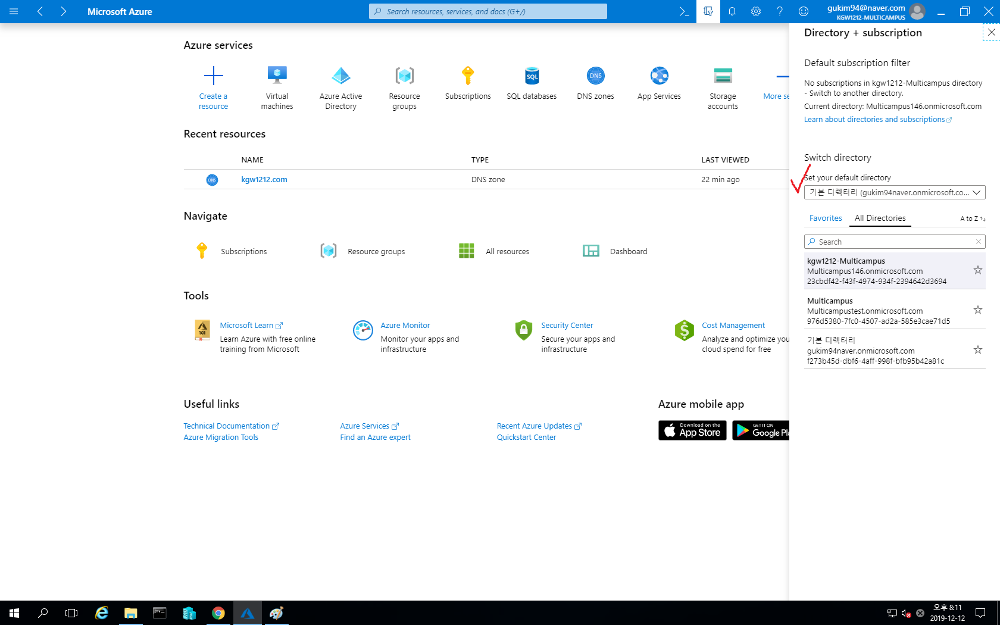 Microsoft Azure
Search resources, services, and docs (G+/)
gukim94@naver.com
KGW1212-MULTICAMPUS
Azure services
Create a
resource
Virtual
machines
Azure Active
Directory
Resource
groups
Subscriptions
SQL
SQL databases
DNS
DNS zones
App Services
Storage
accounts
More se
Recent resources
NAME
TYPE
LAST VIEWED
DNS
kgw1212.com
DNS zone
22 min ago
Navigate
Subscriptions
Resource groups
All resources
Dashboard
Tools
101
Microsoft Learn
Learn Azure with free online
training from Microsoft
Azure Monitor
Monitor your apps and
infrastructure
Security Center
Secure your apps and
infrastructure
Cost Management
Analyze and optimize you
cloud spend for free
Useful links
Technical Documentation
Azure Migration Tools
Azure Services
Find an Azure expert
Recent Azure Updates
Quickstart Center
Azure mobile app
Download on the
App Store
GET IT ON
Google Pla
Directory + subscription
Default subscription filter
No subscriptions in kgw1212-Multicampus directory
- Switch to another directory.
Current directory: Multicampus146.onmicrosoft.com
Learn about directories and subscriptions
Switch directory
Set your default directory
기본 디렉터리 (gukim94naver.onmicrosoft.co...
Favorites
All Directories
A to Z
Search
kgw1212-Multicampus
Multicampus146.onmicrosoft.com
23cbdf42-f43f-4974-934f-2394642d3694
Multicampus
Multicampustest.onmicrosoft.com
976d5380-7fc0-4507-ad2a-585e3cae71d5
기본 디렉터리
gukim94naver.onmicrosoft.com
f273b45d-dbf6-4aff-998f-bfb95b42a81c
오후 8:11
2019-12-12